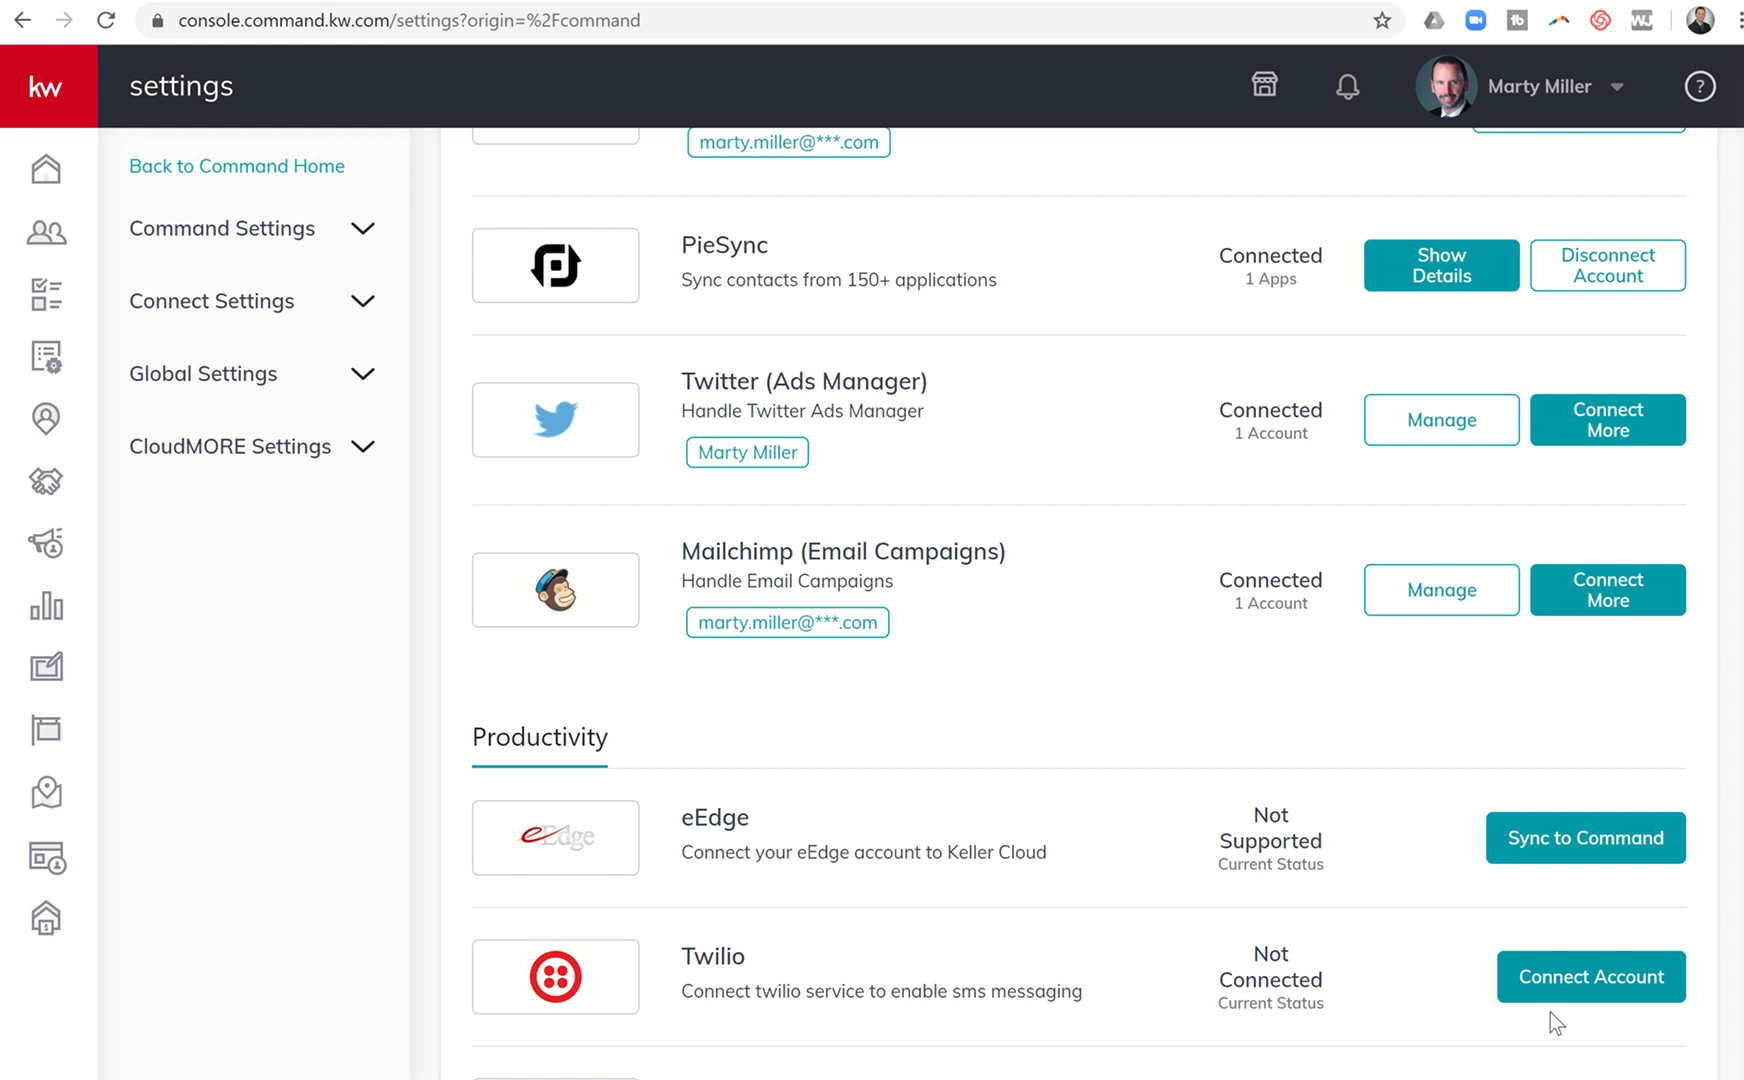 console.command.kw.com/settings?origin=%2Fcommand
kw
settings
Marty Miller
?
Back to Command Home
Command Settings
Connect Settings
Global Settings
CloudMORE Settings
marty.miller@***.com
PieSync
Sync contacts from 150+ applications
Connected
1 Apps
Show
Details
Disconnect
Account
Twitter (Ads Manager)
Handle Twitter Ads Manager
Marty Miller
Connected
1 Account
Manage
Connect
More
Mailchimp (Email Campaigns)
Handle Email Campaigns
marty.miller@***.com
Connected
1 Account
Manage
Connect
More
Productivity
eEdge
eEdge
Connect your eEdge account to Keller Cloud
Not
Supported
Current Status
Sync to Command
Twilio
Connect twilio service to enable sms messaging
Not
Connected
Current Status
Connect Account